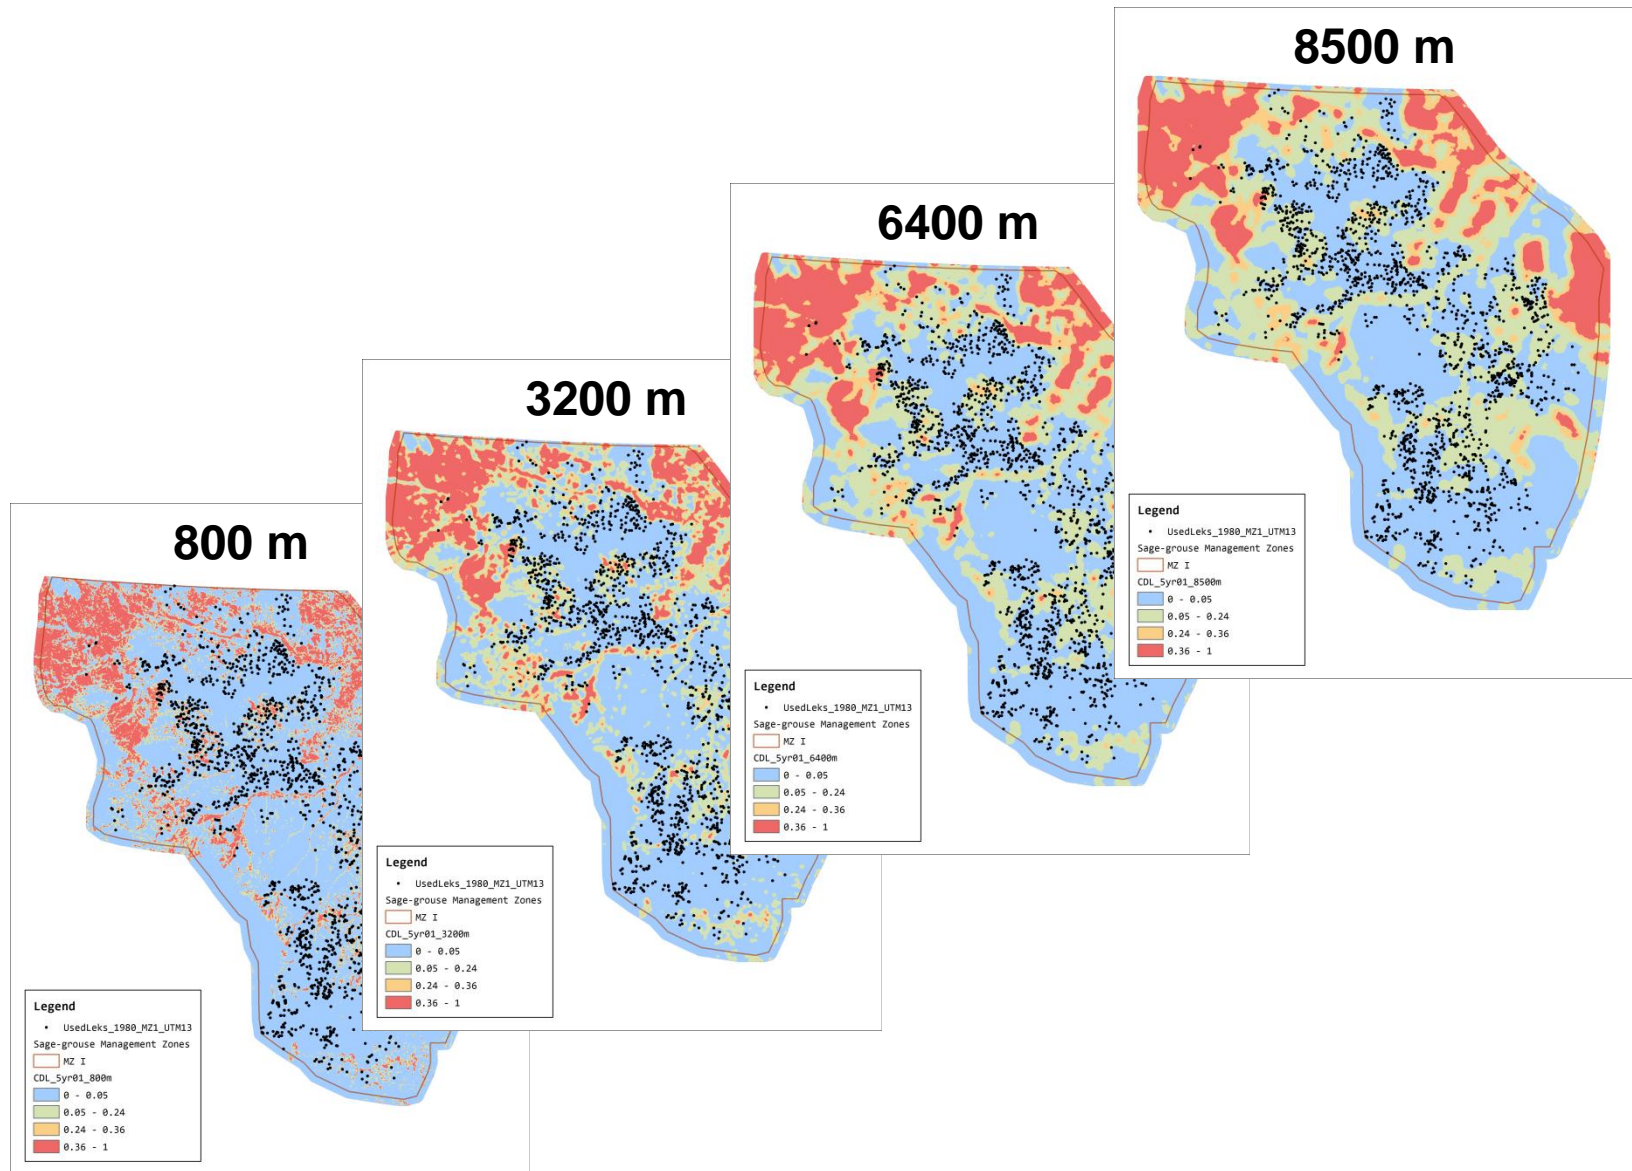 800 m
Legend
UsedLeks_1980_MZ1_UTM13
Sage-grouse Management Zones
MZ I
CDL_5yr01_800m
0 - 0.05
0.05 - 0.24
0.24 - 0.36
0.36 - 1
3200 m
Legend
UsedLeks_1980_MZ1_UTM13
Sage-grouse Management Zones
MZ I
CDL_5yr01_3200m
0 - 0.05
0.05 - 0.24
0.24 - 0.36
0.36 - 1
6400 m
Legend
UsedLeks_1980_MZ1_UTM13
Sage-grouse Management Zones
MZ I
CDL_5yr01_6400m
0 - 0.05
0.05 - 0.24
0.24 - 0.36
0.36 - 1
8500 m
Legend
UsedLeks_1980_MZ1_UTM13
Sage-grouse Management Zones
MZ I
CDL_5yr01_8500m
0 - 0.05
0.05 - 0.24
0.24 - 0.36
0.36 - 1